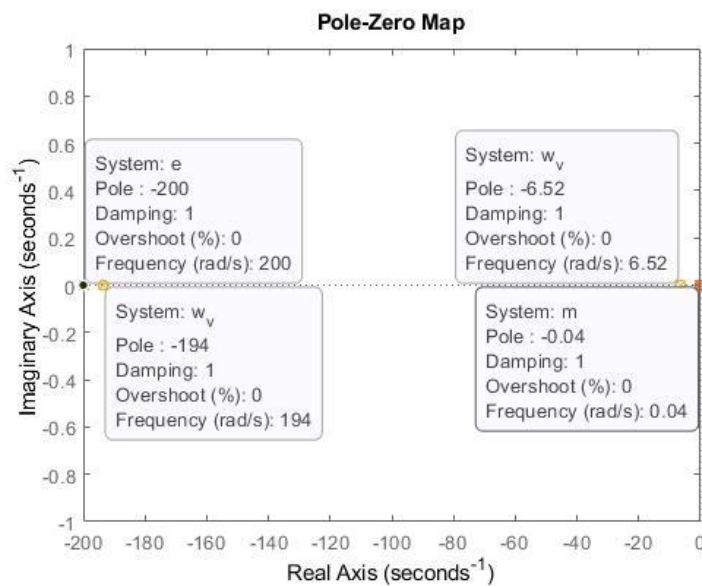 Pole-Zero Map
1
0.8
0.6
0.4
0.2
0
-0.2
-0.4
-0.6
-0.8
-1
Imaginary Axis (seconds⁻¹)
System: e
Pole : -200
Damping: 1
Overshoot (%): 0
Frequency (rad/s): 200
System: wᵥ
Pole : -6.52
Damping: 1
Overshoot (%): 0
Frequency (rad/s): 6.52
System: wᵥ
Pole : -194
Damping: 1
Overshoot (%): 0
Frequency (rad/s): 194
System: m
Pole : -0.04
Damping: 1
Overshoot (%): 0
Frequency (rad/s): 0.04
-200 -180 -160 -140 -120 -100 -80 -60 -40 -20 0
Real Axis (seconds⁻¹)